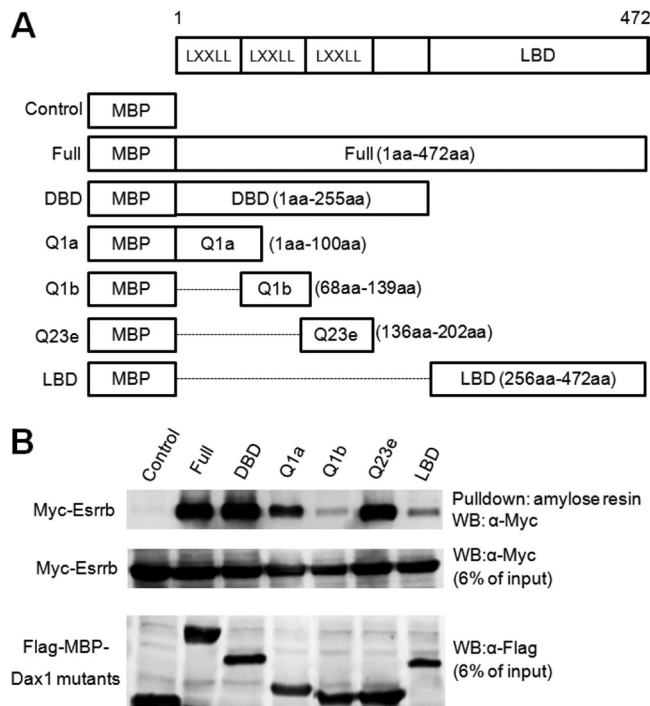 A
1 472
LXXLL LXXLL LXXLL LBD
Control MBP
Full MBP Full (1aa-472aa)
DBD MBP DBD (1aa-255aa)
Q1a MBP Q1a (1aa-100aa)
Q1b MBP Q1b (68aa-139aa)
Q23e MBP Q23e (136aa-202aa)
LBD MBP LBD (256aa-472aa)
B
Control Full DBD Q1a Q1b Q23e LBD
Myc-Esrrb
Pulldown: amylose resin
WB: α-Myc
Myc-Esrrb
WB:α-Myc
(6% of input)
Flag-MBP-
Dax1 mutants
WB:α-Flag
(6% of input)